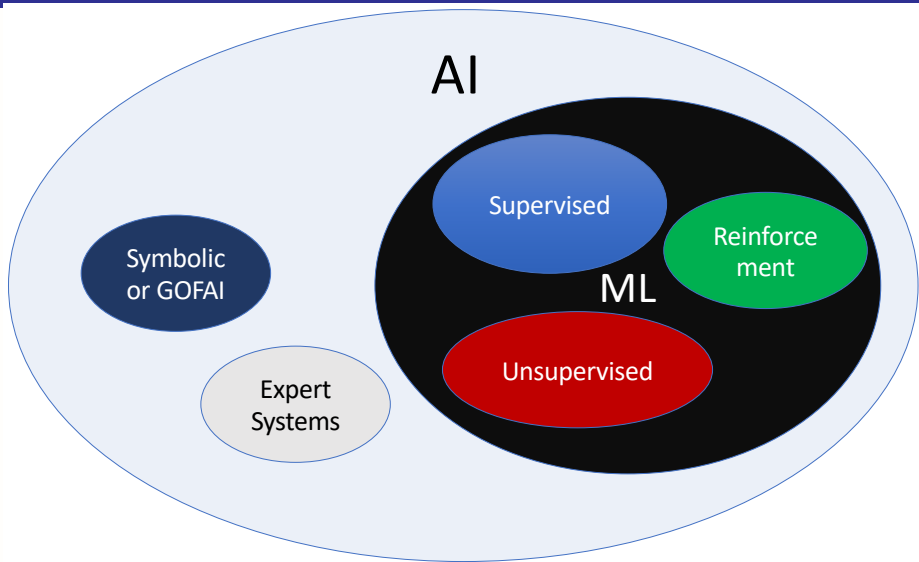 AI
Supervised
Reinforce
ment
Symbolic
or GOFAI
ML
Unsupervised
Expert
Systems